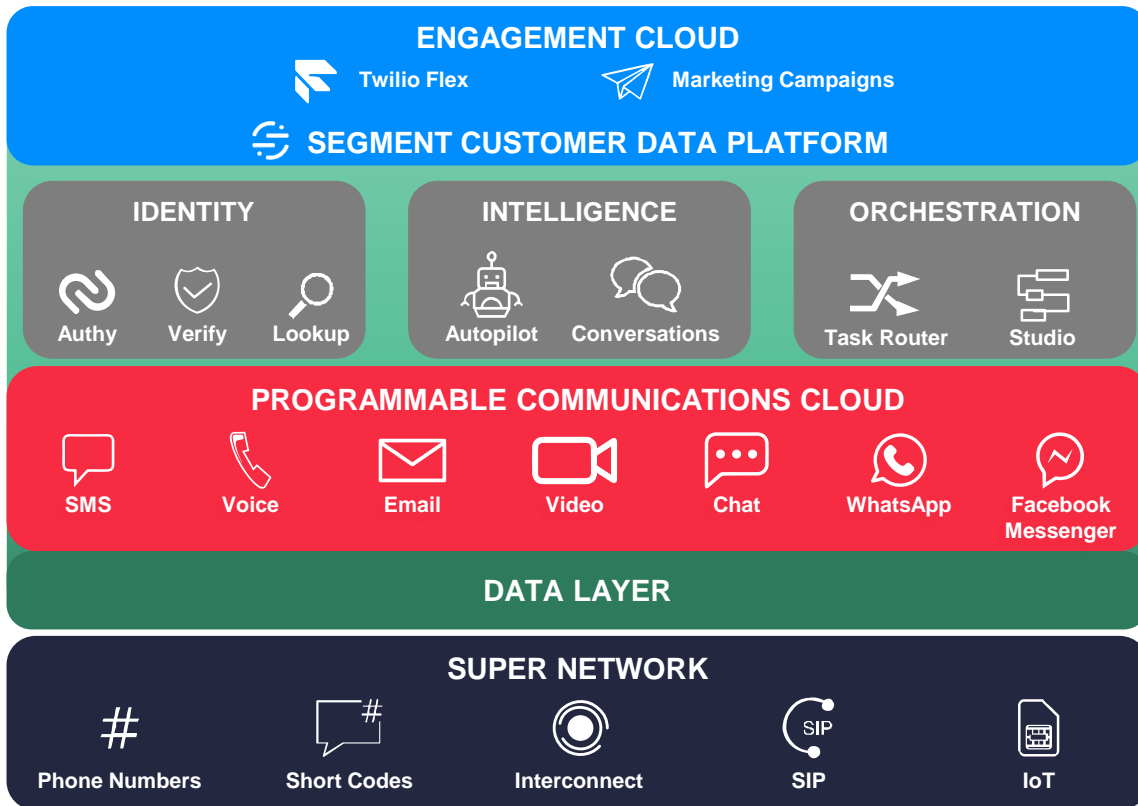 ENGAGEMENT CLOUD
Twilio Flex
Marketing Campaigns
SEGMENT CUSTOMER DATA PLATFORM
IDENTITY
Authy
Verify
Lookup
INTELLIGENCE
Autopilot
Conversations
ORCHESTRATION
Task Router
Studio
PROGRAMMABLE COMMUNICATIONS CLOUD
SMS
Voice
Email
Video
Chat
WhatsApp
Facebook
Messenger
DATA LAYER
SUPER NETWORK
#
Phone Numbers
#
Short Codes
Interconnect
SIP
SIP
IoT